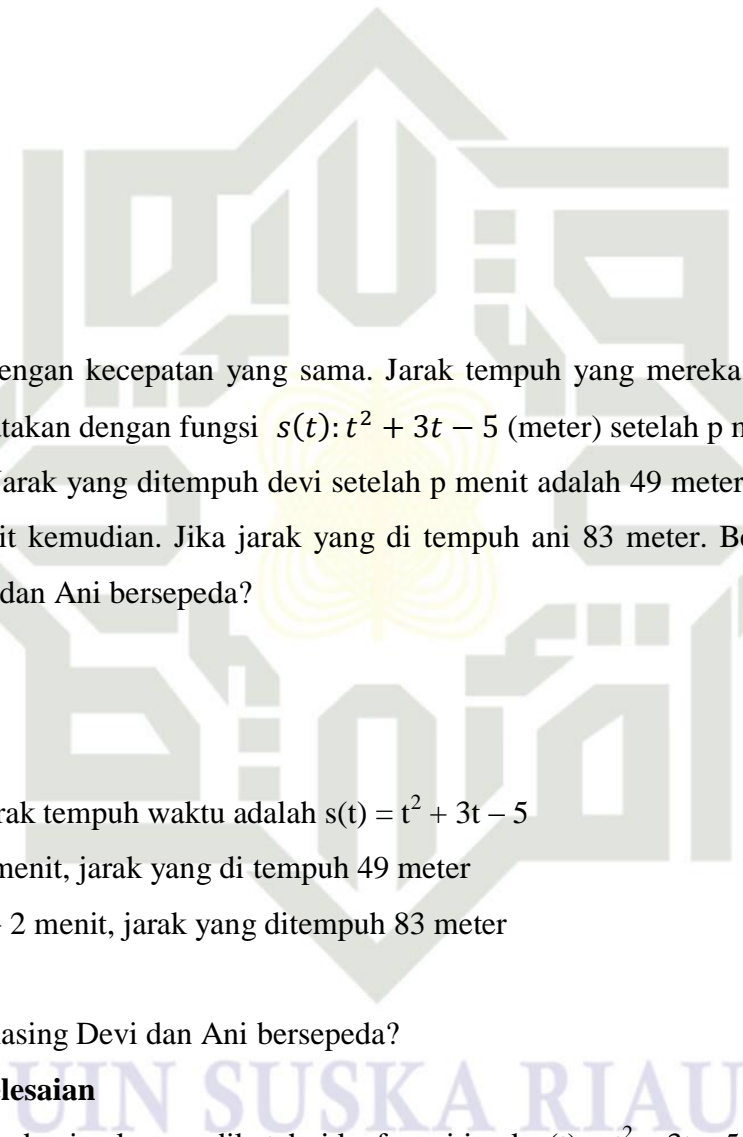 engan kecepatan yang sama. Jarak tempuh yang mereka
takan dengan fungsi s(t): t² + 3t − 5 (meter) setelah p m
Jarak yang ditempuh devi setelah p menit adalah 49 meter
it kemudian. Jika jarak yang di tempuh ani 83 meter. Be
dan Ani bersepeda?
rak tempuh waktu adalah s(t) = t² + 3t – 5
menit, jarak yang di tempuh 49 meter
2 menit, jarak yang ditempuh 83 meter
asing Devi dan Ani bersepeda?
elesaian
UIN SUSKA RIAU